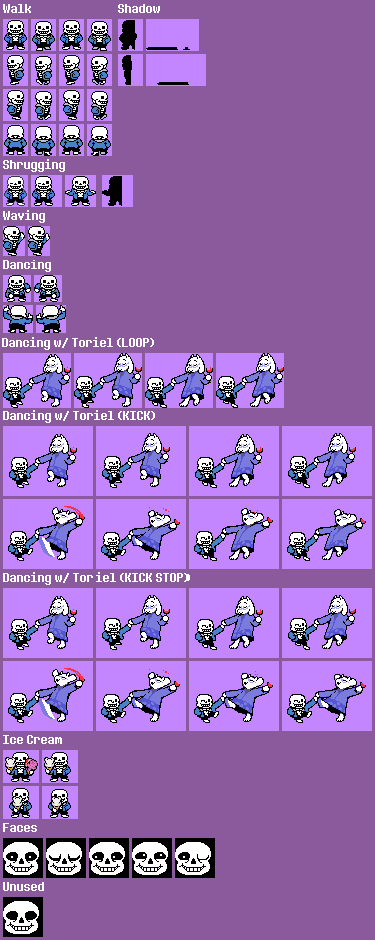 Walk
Shadow
Shrugging
Waving
Dancing
Dancing w/ Toriel (LOOP)
Dancing w/ Toriel (KICK)
Dancing w/ Toriel (KICK STOP)
Ice Cream
Faces
Unused